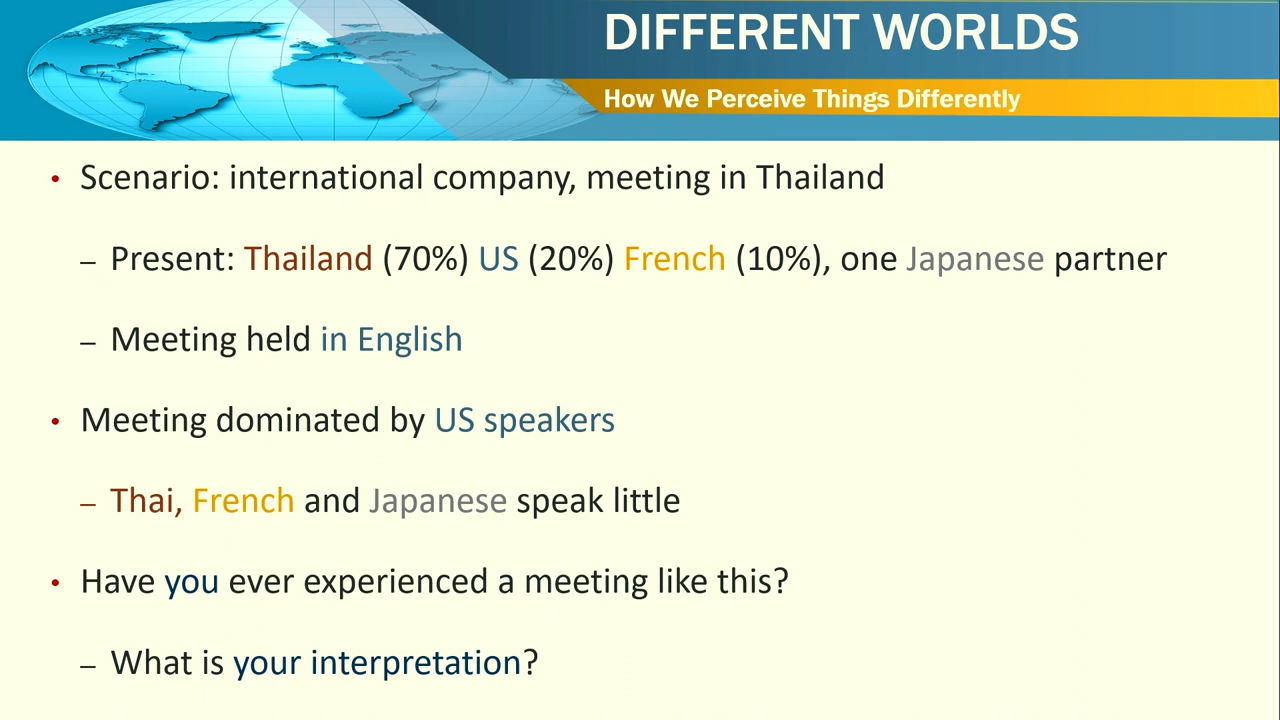 DIFFERENT WORLDS
How We Perceive Things Differently
• Scenario: international company, meeting in Thailand
– Present: Thailand (70%) US (20%) French (10%), one Japanese partner
– Meeting held in English
• Meeting dominated by US speakers
– Thai, French and Japanese speak little
• Have you ever experienced a meeting like this?
– What is your interpretation?